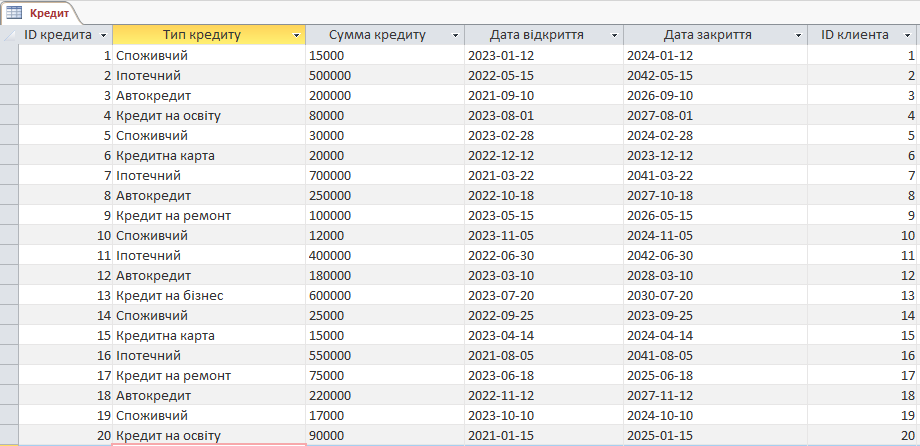 Кредит
ID кредита Тип кредиту Сумма кредиту Дата відкриття Дата закриття ID клиента
1 Споживчий 15000 2023-01-12 2024-01-12 1
2 Іпотечний 500000 2022-05-15 2042-05-15 2
3 Автокредит 200000 2021-09-10 2026-09-10 3
4 Кредит на освіту 80000 2023-08-01 2027-08-01 4
5 Споживчий 30000 2023-02-28 2024-02-28 5
6 Кредитна карта 20000 2022-12-12 2023-12-12 6
7 Іпотечний 700000 2021-03-22 2041-03-22 7
8 Автокредит 250000 2022-10-18 2027-10-18 8
9 Кредит на ремонт 100000 2023-05-15 2026-05-15 9
10 Споживчий 12000 2023-11-05 2024-11-05 10
11 Іпотечний 400000 2022-06-30 2042-06-30 11
12 Автокредит 180000 2023-03-10 2028-03-10 12
13 Кредит на бізнес 600000 2023-07-20 2030-07-20 13
14 Споживчий 25000 2022-09-25 2023-09-25 14
15 Кредитна карта 15000 2023-04-14 2024-04-14 15
16 Іпотечний 550000 2021-08-05 2041-08-05 16
17 Кредит на ремонт 75000 2023-06-18 2025-06-18 17
18 Автокредит 220000 2022-11-12 2027-11-12 18
19 Споживчий 17000 2023-10-10 2024-10-10 19
20 Кредит на освіту 90000 2021-01-15 2025-01-15 20